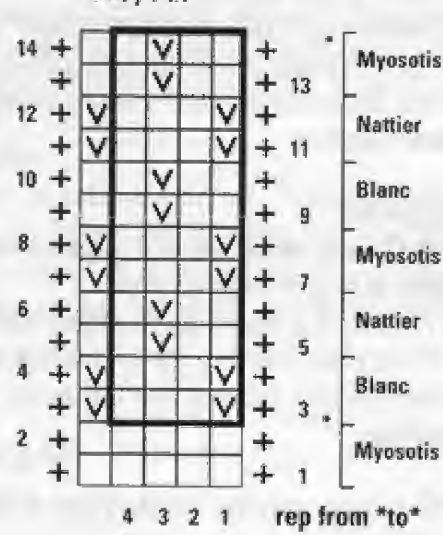 14 + V + * Myosotis
+ V + 13
12 + V V + Nattier
+ V V + 11
10 + V + Blanc
+ V + 9
8 + V V + Myosotis
+ V V + 7
6 + V + Nattier
+ V + 5
4 + V V + Blanc
+ V V + 3 *
2 + + Myosotis
+ + 1
4 3 2 1 rep from *to*